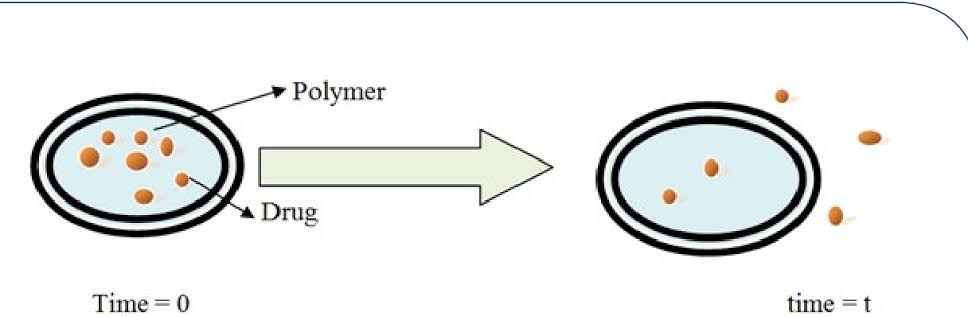 Polymer
Drug
Time = 0
time = t